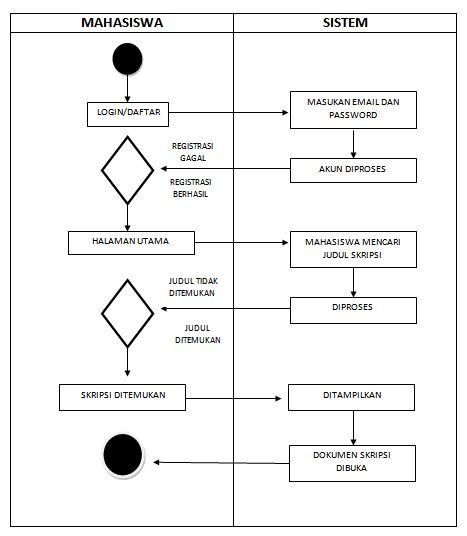 MAHASISWA
SISTEM
LOGIN/DAFTAR
MASUKAN EMAIL DAN
PASSWORD
REGISTRASI
GAGAL
AKUN DIPROSES
REGISTRASI
BERHASIL
HALAMAN UTAMA
MAHASISWA MENCARI
JUDUL SKRIPSI
JUDUL TIDAK
DITEMUKAN
DIPROSES
JUDUL
DITEMUKAN
SKRIPSI DITEMUKAN
DITAMPILKAN
DOKUMEN SKRIPSI
DIBUKA